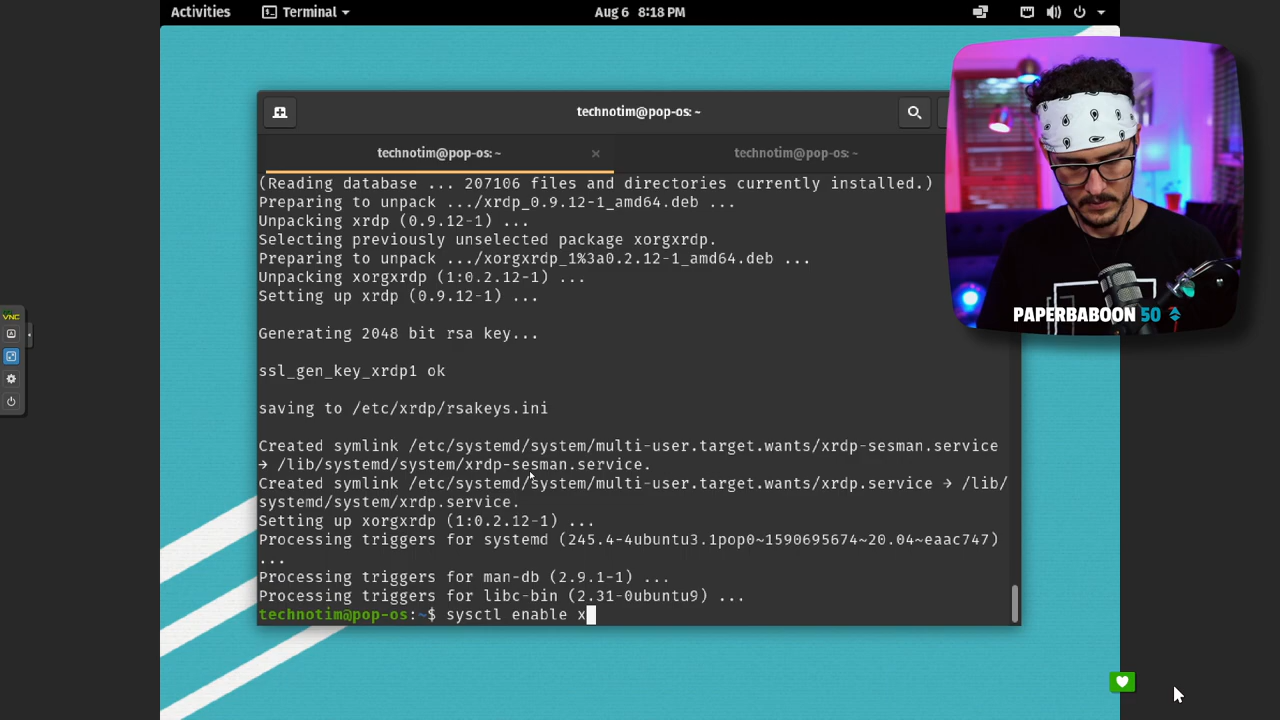 Activities
Terminal
Aug 6 8:18 PM
technotim@pop-os: ~
technotim@pop-os: ~
×
technotim@pop-os: ~
(Reading database ... 207106 files and directories currently installed.)
Preparing to unpack .../xrdp_0.9.12-1_amd64.deb ...
Unpacking xrdp (0.9.12-1) ...
Selecting previously unselected package xorgxrdp.
Preparing to unpack .../xorgxrdp_1%3a0.2.12-1_amd64.deb ...
Unpacking xorgxrdp (1:0.2.12-1) ...
Setting up xrdp (0.9.12-1) ...
Generating 2048 bit rsa key...
ssl_gen_key_xrdp1 ok
saving to /etc/xrdp/rsakeys.ini
Created symlink /etc/systemd/system/multi-user.target.wants/xrdp-sesman.service
→ /lib/systemd/system/xrdp-sesman.service.
Created symlink /etc/systemd/system/multi-user.target.wants/xrdp.service → /lib/
systemd/system/xrdp.service.
Setting up xorgxrdp (1:0.2.12-1) ...
Processing triggers for systemd (245.4-4ubuntu3.1pop0~1590695674~20.04~eaac747)
...
Processing triggers for man-db (2.9.1-1) ...
Processing triggers for libc-bin (2.31-0ubuntu9) ...
technotim@pop-os:~$ sysctl enable x
PAPERBABOON 50
VNC
A